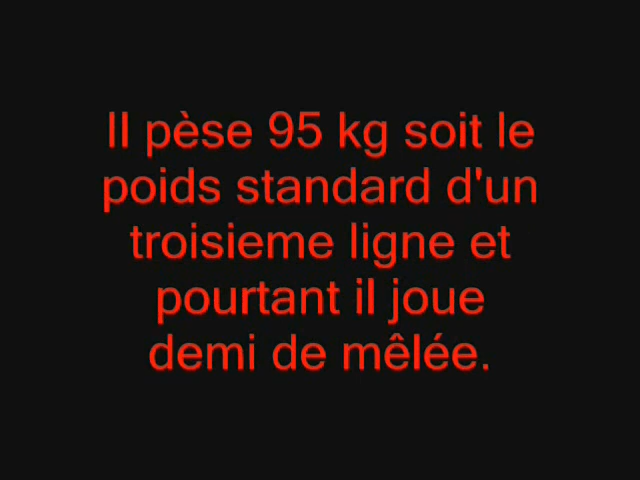 Il pèse 95 kg soit le
poids standard d'un
troisieme ligne et
pourtant il joue
demi de mêlée.